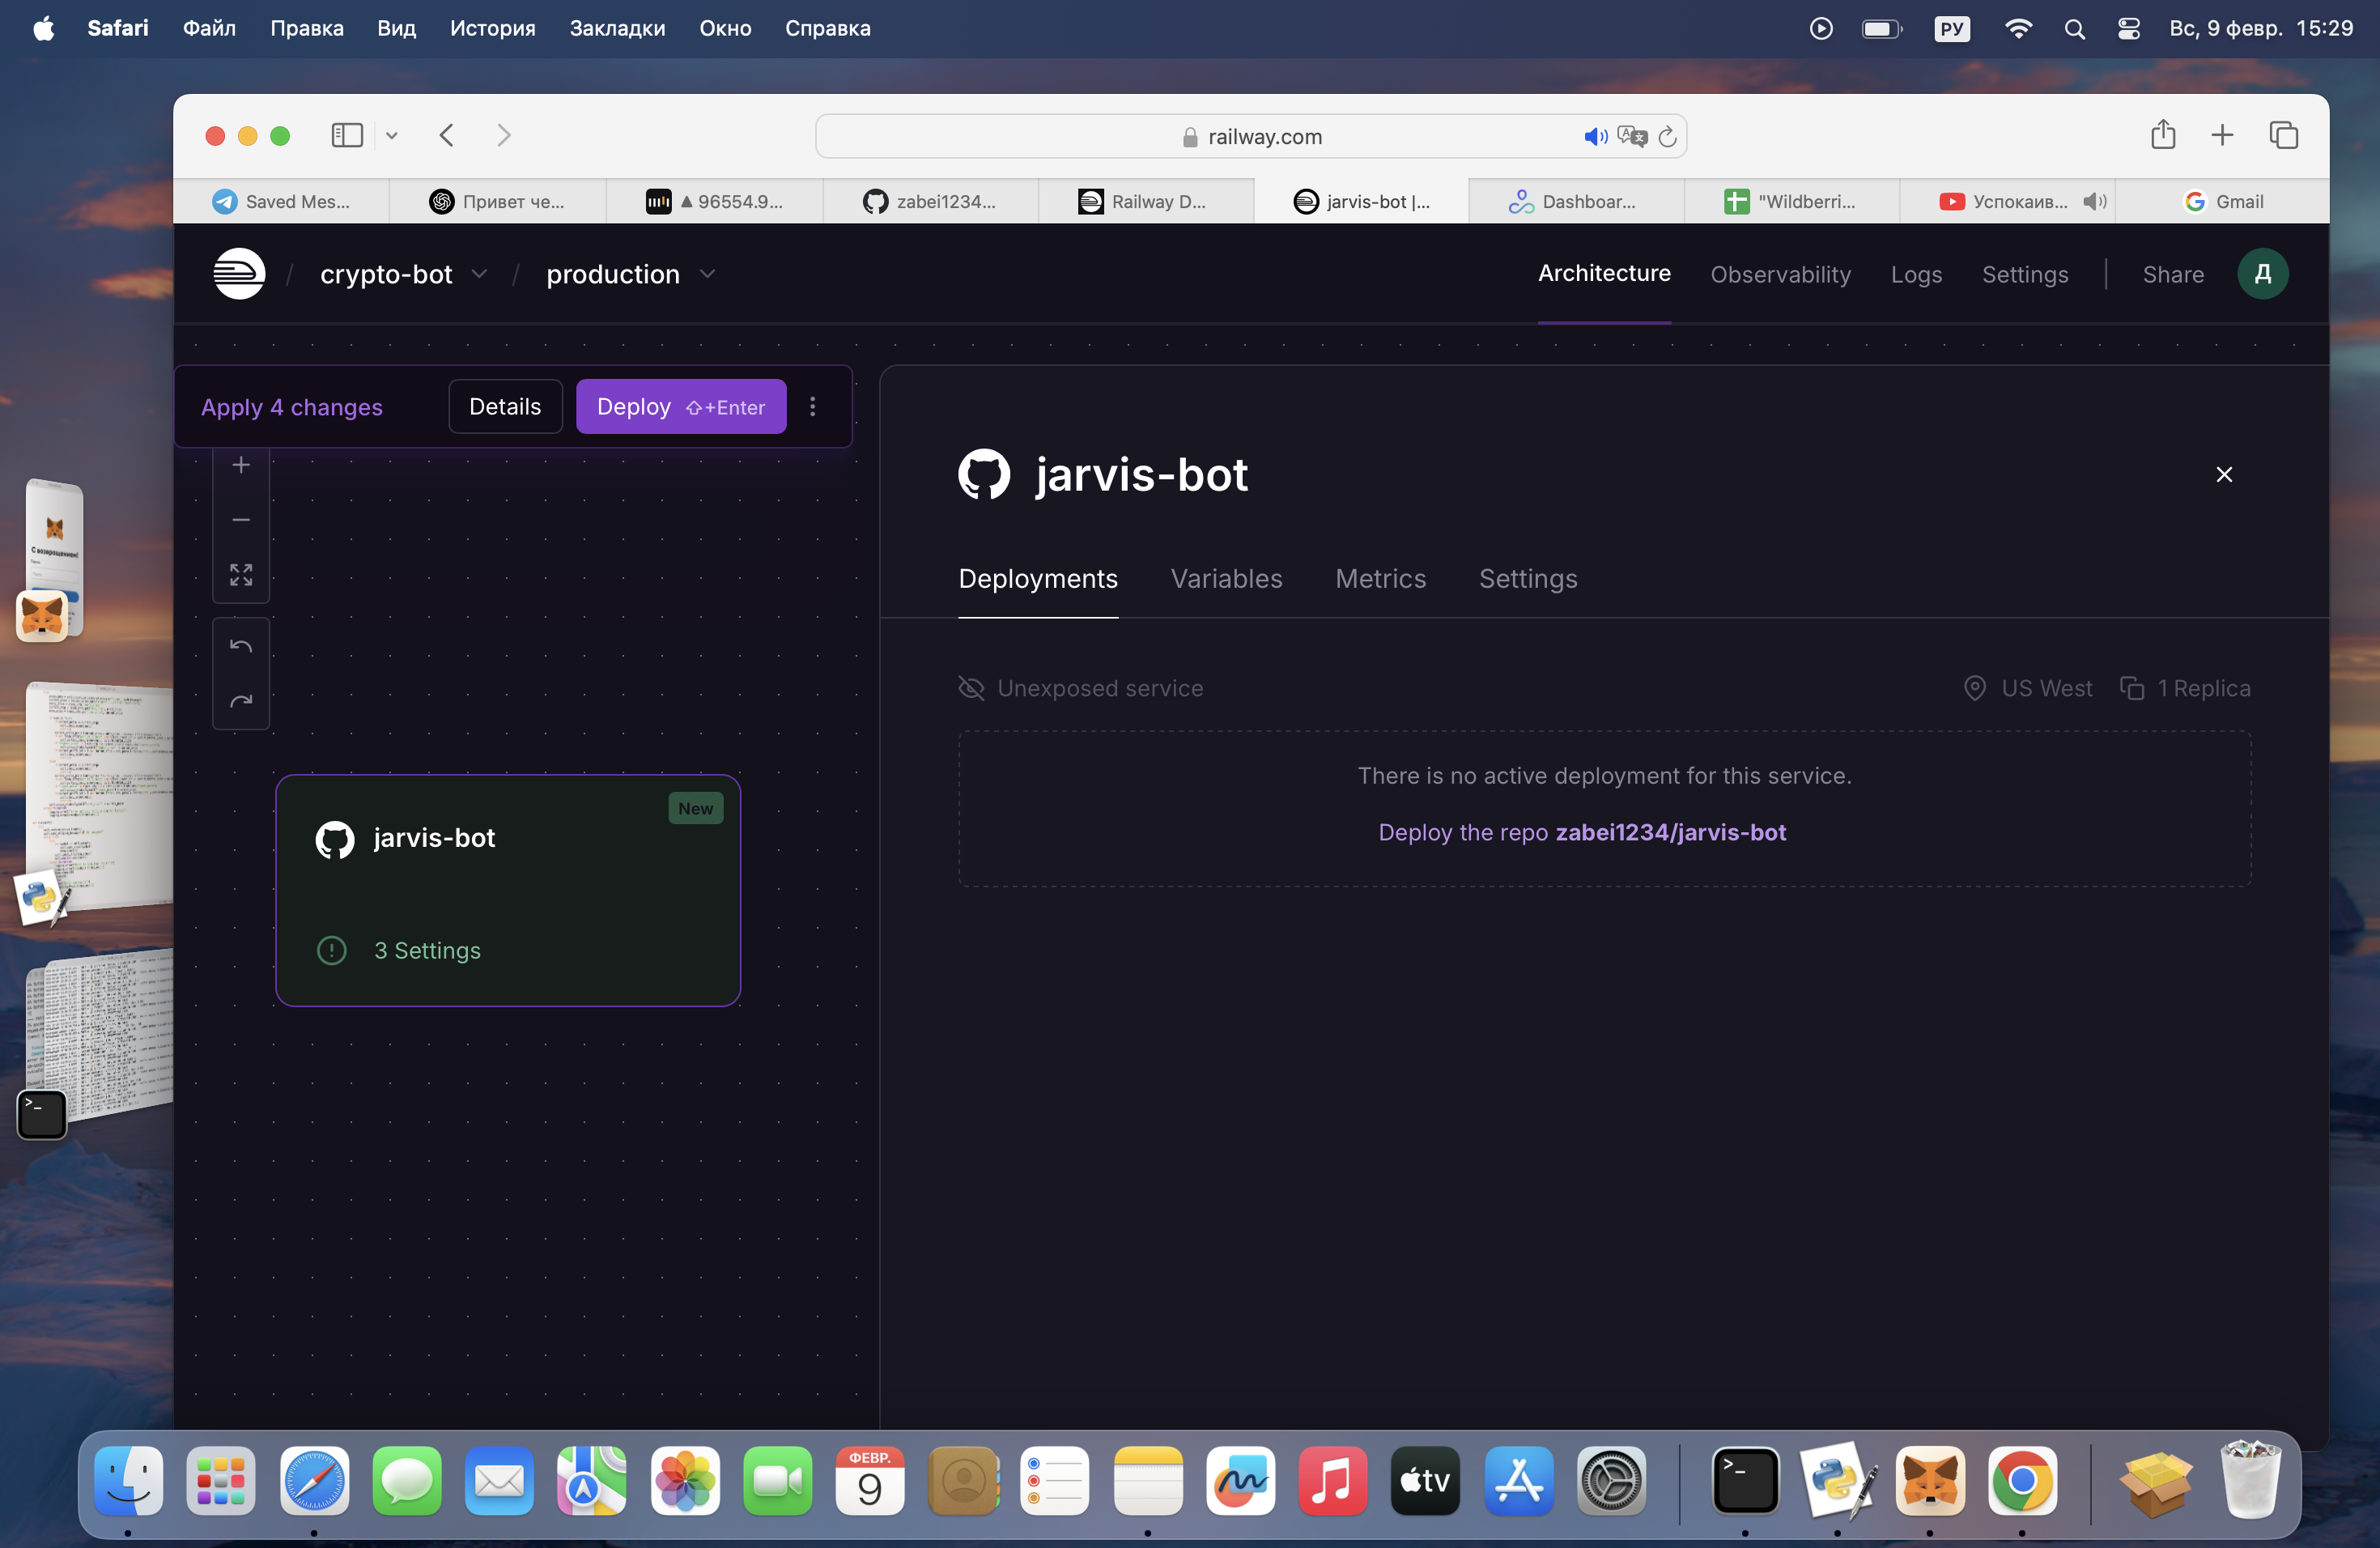 Safari Файл Правка Вид История Закладки Окно Справка РУ Вс, 9 февр. 15:29
railway.com
Saved Mes... Привет че... ▲ 96554.9... zabei1234... Railway D... jarvis-bot |... Dashboar... "Wildberri... Успокаив... Gmail
/ crypto-bot / production Architecture Observability Logs Settings | Share Д
Apply 4 changes Details Deploy ⇧+Enter
jarvis-bot
Deployments Variables Metrics Settings
Unexposed service US West 1 Replica
There is no active deployment for this service.
Deploy the repo zabei1234/jarvis-bot
New
jarvis-bot
3 Settings
С возвращением!
ФЕВР.
9
tv